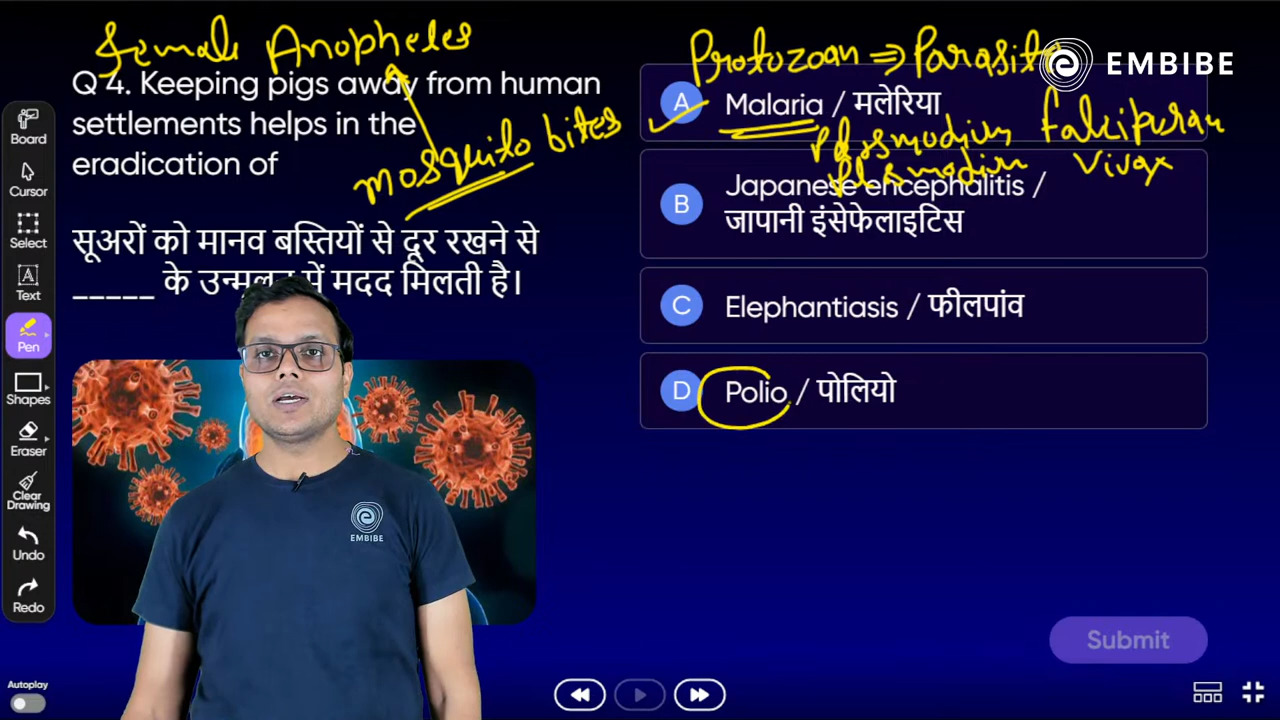 Female Anopheles
Q 4. Keeping pigs away from human
settlements helps in the
eradication of
mosquito bites
सूअरों को मानव बस्तियों से दूर रखने से
_____ के उन्मूलन में मदद मिलती है।
Protozoan ⇒ Parasite
EMBIBE
A Malaria / मलेरिया
Plasmodium falciparum
Plasmodium vivax
B Japanese encephalitis /
जापानी इंसेफेलाइटिस
C Elephantiasis / फीलपांव
D Polio / पोलियो
Board
Cursor
Select
A
Text
Pen
Shapes
Eraser
Clear
Drawing
Undo
Redo
EMBIBE
Submit
Autoplay